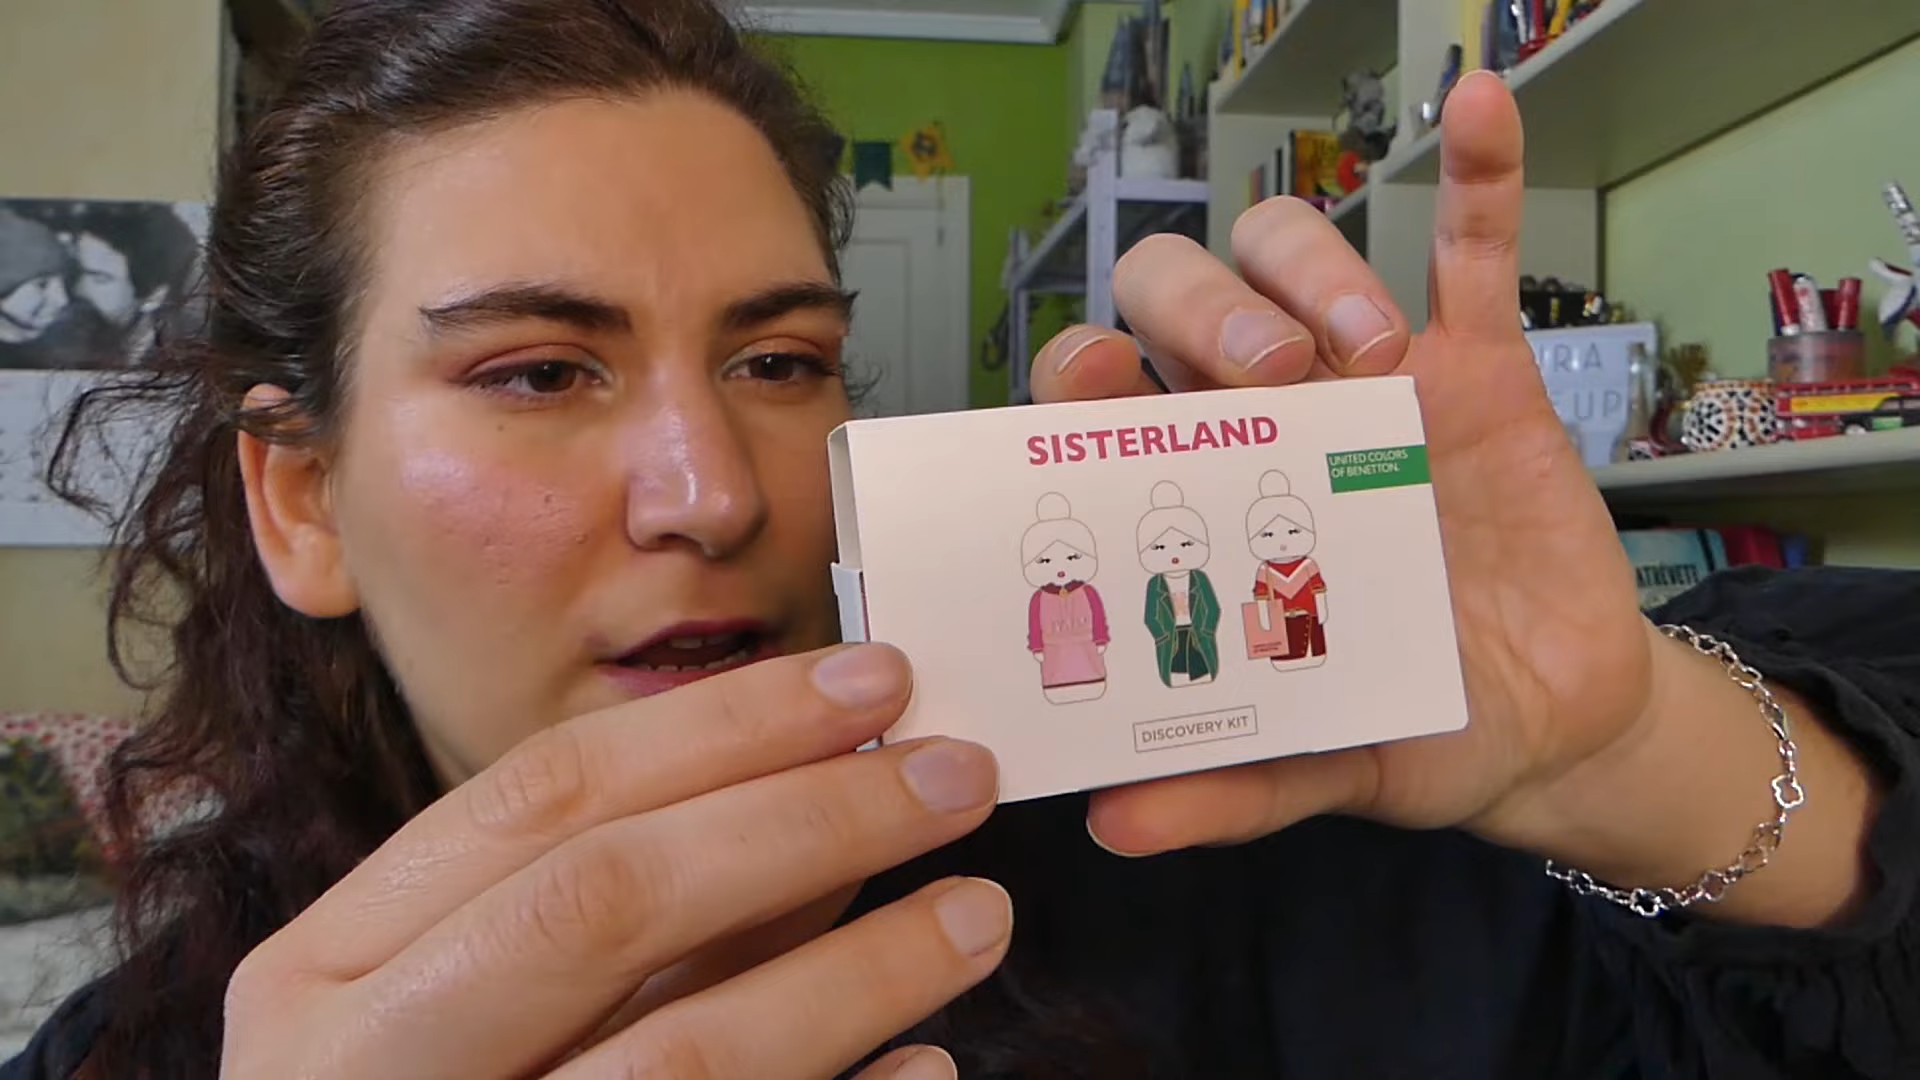 SISTERLAND
UNITED COLORS
OF BENETTON.
DISCOVERY KIT